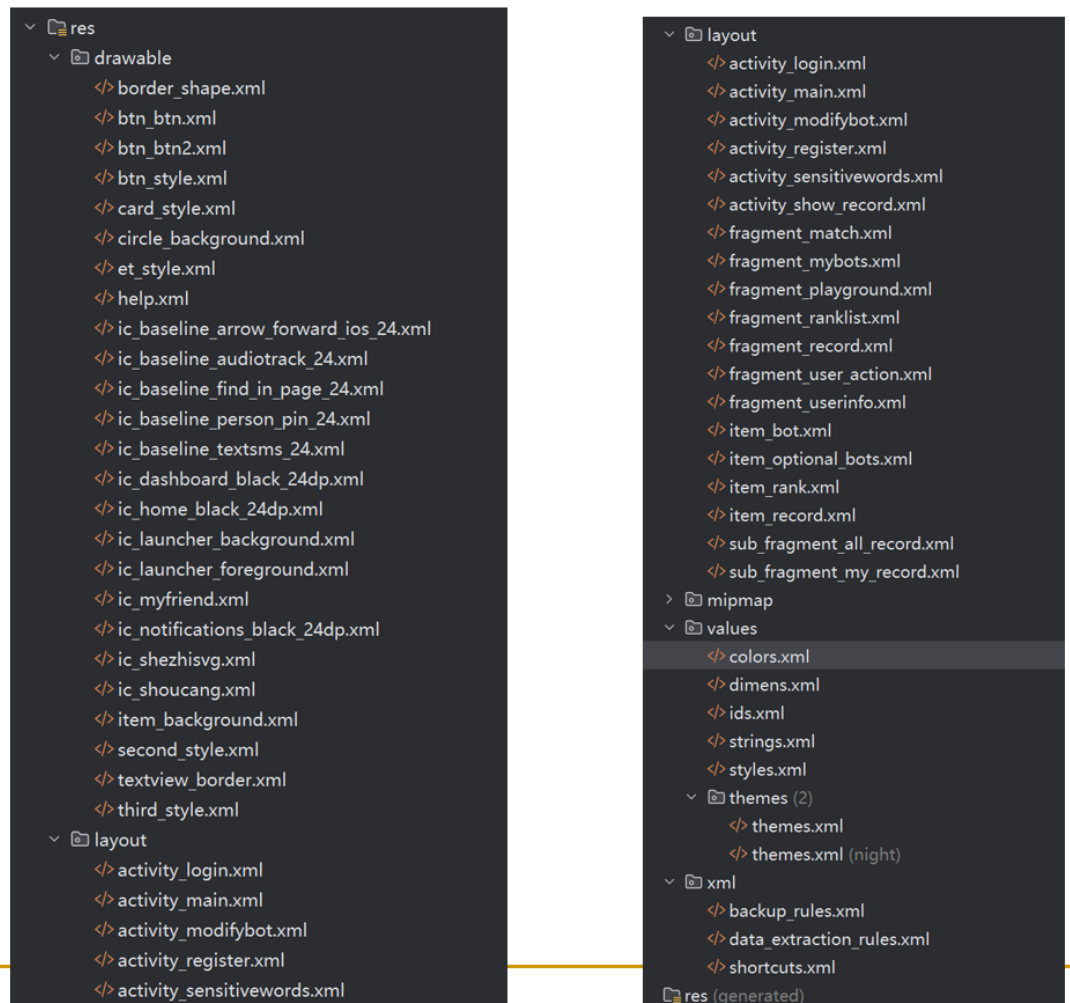 res
drawable
border_shape.xml
btn_btn.xml
btn_btn2.xml
btn_style.xml
card_style.xml
circle_background.xml
et_style.xml
help.xml
ic_baseline_arrow_forward_ios_24.xml
ic_baseline_audiotrack_24.xml
ic_baseline_find_in_page_24.xml
ic_baseline_person_pin_24.xml
ic_baseline_textsms_24.xml
ic_dashboard_black_24dp.xml
ic_home_black_24dp.xml
ic_launcher_background.xml
ic_launcher_foreground.xml
ic_myfriend.xml
ic_notifications_black_24dp.xml
ic_shezhisvg.xml
ic_shoucang.xml
item_background.xml
second_style.xml
textview_border.xml
third_style.xml
layout
activity_login.xml
activity_main.xml
activity_modifybot.xml
activity_register.xml
activity_sensitivewords.xml
layout
activity_login.xml
activity_main.xml
activity_modifybot.xml
activity_register.xml
activity_sensitivewords.xml
activity_show_record.xml
fragment_match.xml
fragment_mybots.xml
fragment_playground.xml
fragment_ranklist.xml
fragment_record.xml
fragment_user_action.xml
fragment_userinfo.xml
item_bot.xml
item_optional_bots.xml
item_rank.xml
item_record.xml
sub_fragment_all_record.xml
sub_fragment_my_record.xml
mipmap
values
colors.xml
dimens.xml
ids.xml
strings.xml
styles.xml
themes (2)
themes.xml
themes.xml (night)
xml
backup_rules.xml
data_extraction_rules.xml
shortcuts.xml
res (generated)